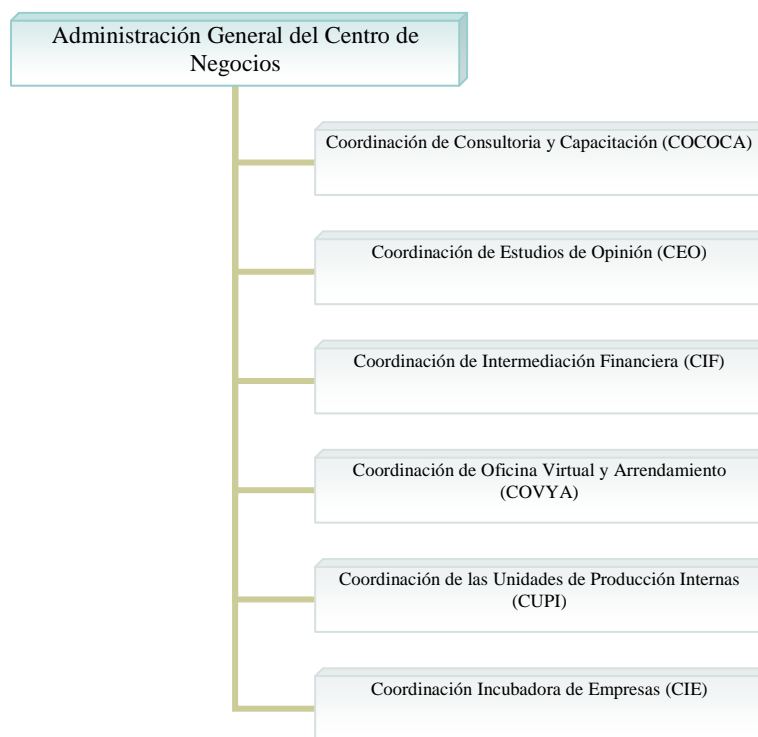 Administración General del Centro de
Negocios
Coordinación de Consultoria y Capacitación (COCOCA)
Coordinación de Estudios de Opinión (CEO)
Coordinación de Intermediación Financiera (CIF)
Coordinación de Oficina Virtual y Arrendamiento
(COVYA)
Coordinación de las Unidades de Producción Internas
(CUPI)
Coordinación Incubadora de Empresas (CIE)